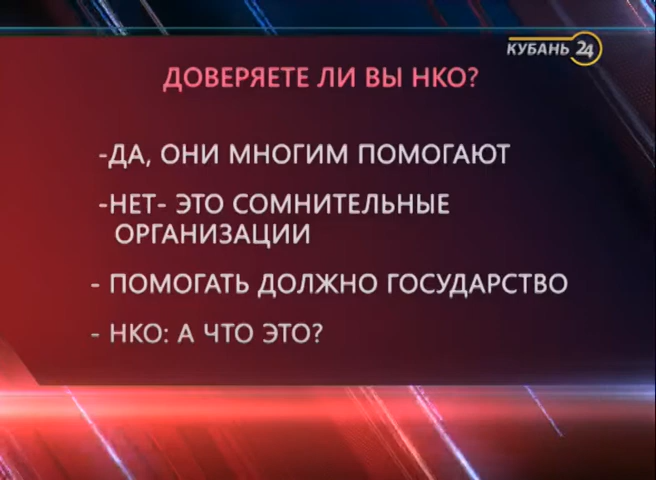 КУБАНЬ 24
ДОВЕРЯЕТЕ ЛИ ВЫ НКО?
-ДА, ОНИ МНОГИМ ПОМОГАЮТ
-НЕТ- ЭТО СОМНИТЕЛЬНЫЕ
ОРГАНИЗАЦИИ
- ПОМОГАТЬ ДОЛЖНО ГОСУДАРСТВО
- НКО: А ЧТО ЭТО?